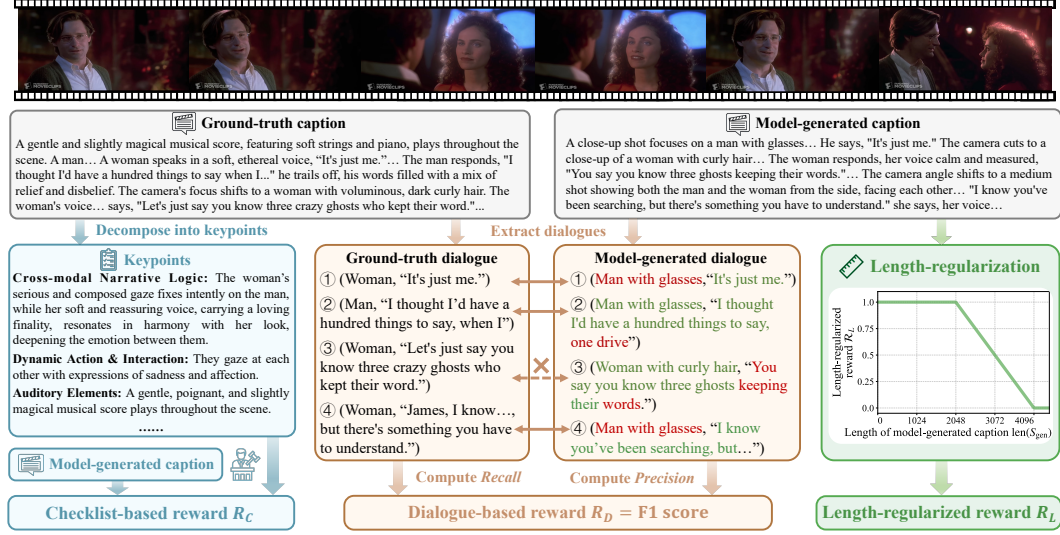 MOVIECLIPS
MOVIECLIPS
MOVIECLIPS
MOVIECLIPS
MOVIECLIPS
MOVIECLIPS
Ground-truth caption
A gentle and slightly magical musical score, featuring soft strings and piano, plays throughout the
scene. A man… A woman speaks in a soft, ethereal voice, “It's just me.”… The man responds, "I
thought I'd have a hundred things to say when I..." he trails off, his words filled with a mix of
relief and disbelief. The camera's focus shifts to a woman with voluminous, dark curly hair. The
woman's voice… says, "Let's just say you know three crazy ghosts who kept their word."...
Model-generated caption
A close-up shot focuses on a man with glasses… He says, "It's just me." The camera cuts to a
close-up of a woman with curly hair… The woman responds, her voice calm and measured,
"You say you know three ghosts keeping their words."… The camera angle shifts to a medium
shot showing both the man and the woman from the side, facing each other… "I know you've
been searching, but there's something you have to understand." she says, her voice…
Decompose into keypoints
Extract dialogues
Keypoints
Cross-modal Narrative Logic: The woman's
serious and composed gaze fixes intently on the man,
while her soft and reassuring voice, carrying a loving
finality, resonates in harmony with her look,
deepening the emotion between them.
Dynamic Action & Interaction: They gaze at each
other with expressions of sadness and affection.
Auditory Elements: A gentle, poignant, and slightly
magical musical score plays throughout the scene.
……
Model-generated caption
Checklist-based reward R_C
Ground-truth dialogue
① (Woman, “It's just me.”)
② (Man, “I thought I'd have a
hundred things to say, when I”)
③ (Woman, “Let's just say you
know three crazy ghosts who
kept their word.”)
④ (Woman, “James, I know…,
but there's something you have
to understand.”)
Model-generated dialogue
① (Man with glasses,“It's just me.”)
② (Man with glasses, “I thought
I'd have a hundred things to say,
one drive”)
③ (Woman with curly hair, “You
say you know three ghosts keeping
their words.”)
④ (Man with glasses, “I know
you've been searching, but…”)
Compute Recall
Compute Precision
Dialogue-based reward R_D = F1 score
Length-regularization
Length-regularized
reward R_L
1.0
0.75
0.5
0.25
0.0
0 1024 2048 3072 4096
Length of model-generated caption len(S_gen)
Length-regularized reward R_L